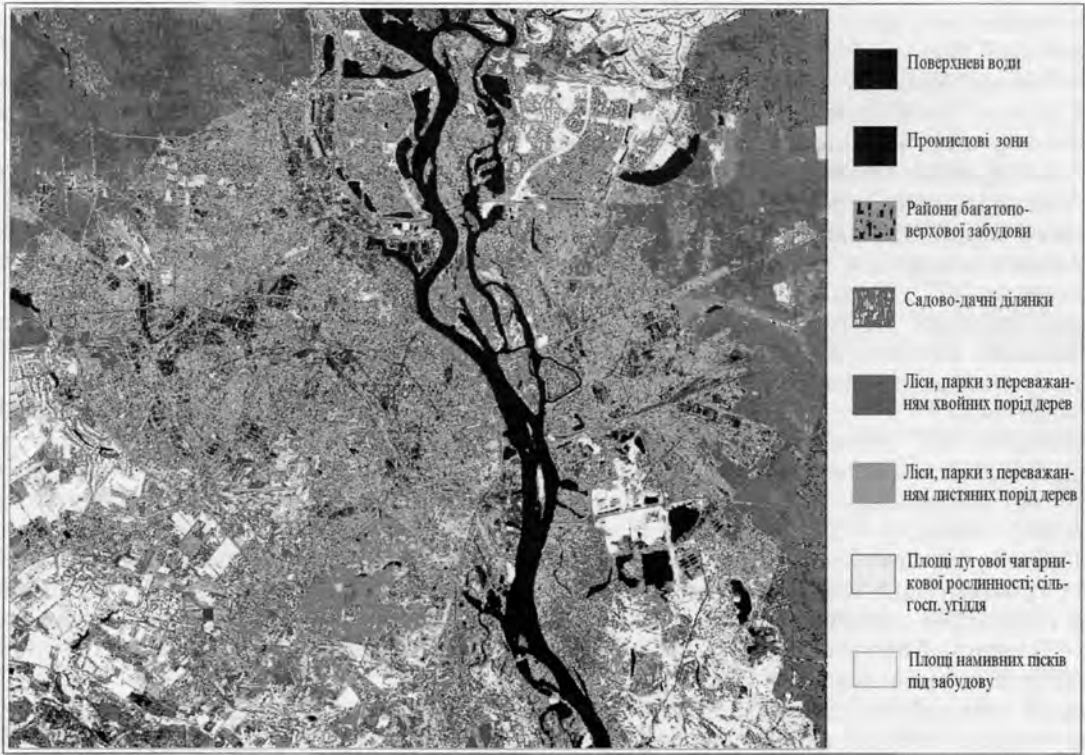 Поверхневі води
Промислові зони
Райони багатопо-
верхової забудови
Садово-дачні ділянки
Ліси, парки з переважан-
ням хвойних порід дерев
Ліси, парки з переважан-
ням листяних порід дерев
Площі лугової чагарни-
кової рослинності; сіль-
госп. угіддя
Площі намивних пісків
під забудову